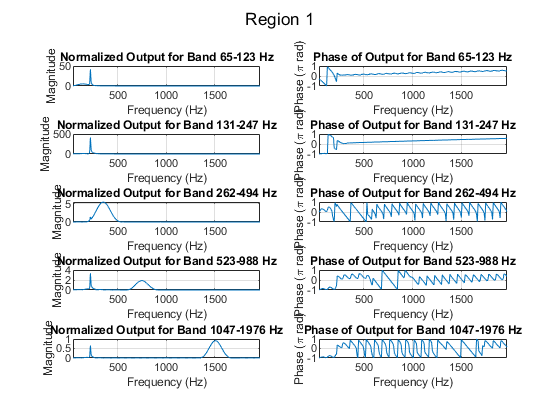 Region 1
Normalized Output for Band 65-123 Hz
Magnitude
50
0
500 1000 1500
Frequency (Hz)
Phase of Output for Band 65-123 Hz
Phase (π rad)
1
0
-1
500 1000 1500
Frequency (Hz)
Normalized Output for Band 131-247 Hz
Magnitude
500
0
500 1000 1500
Frequency (Hz)
Phase of Output for Band 131-247 Hz
Phase (π rad)
1
0
-1
500 1000 1500
Frequency (Hz)
Normalized Output for Band 262-494 Hz
Magnitude
5
0
500 1000 1500
Frequency (Hz)
Phase of Output for Band 262-494 Hz
Phase (π rad)
1
0
-1
500 1000 1500
Frequency (Hz)
Normalized Output for Band 523-988 Hz
Magnitude
4
2
0
500 1000 1500
Frequency (Hz)
Phase of Output for Band 523-988 Hz
Phase (π rad)
1
0
-1
500 1000 1500
Frequency (Hz)
Normalized Output for Band 1047-1976 Hz
Magnitude
1
0.5
0
500 1000 1500
Frequency (Hz)
Phase of Output for Band 1047-1976 Hz
Phase (π rad)
1
0
-1
500 1000 1500
Frequency (Hz)